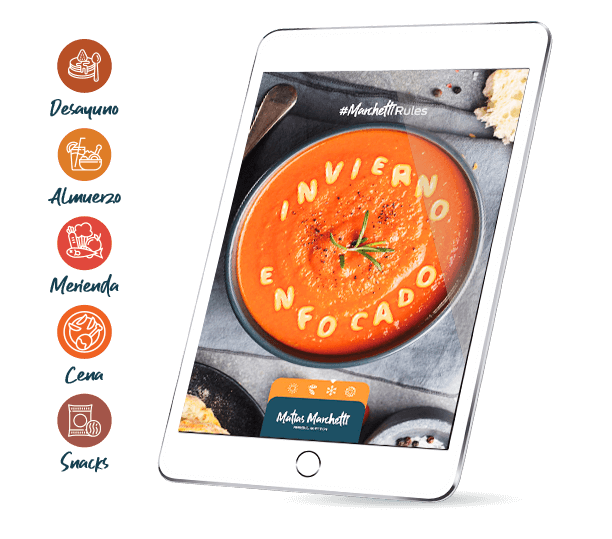 Desayuno
Almuerzo
Merienda
Cena
Snacks
#MarchettiRules
INVIERNO
ENFOCADO
Matías Marchetti